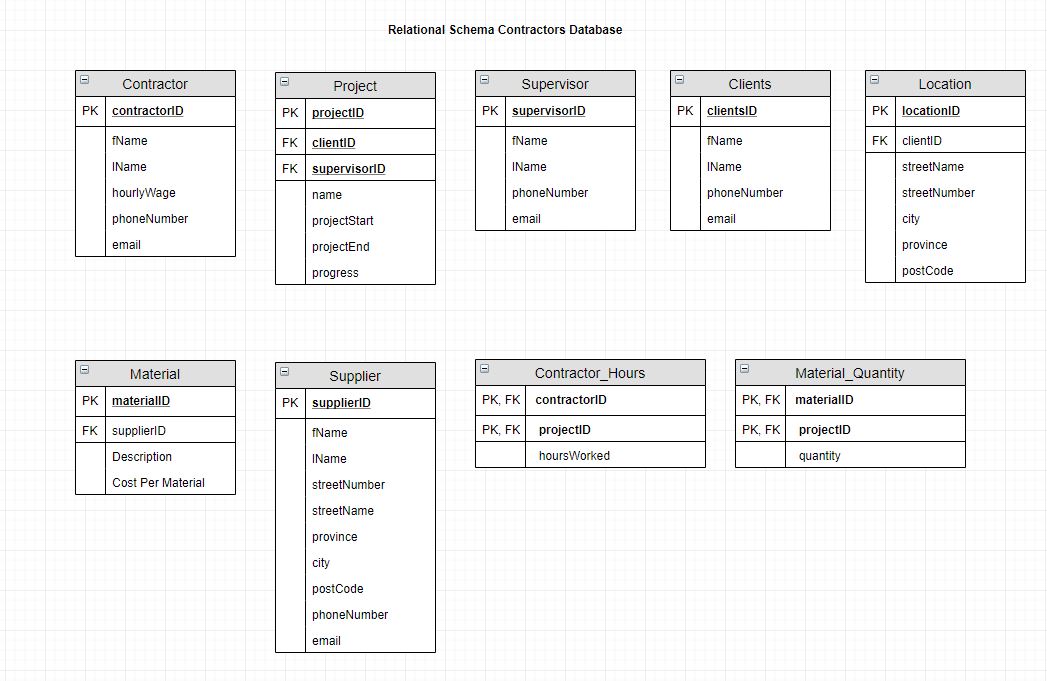 Relational Schema Contractors Database
Contractor
PK contractorID
fName
lName
hourlyWage
phoneNumber
email
Project
PK projectID
FK clientID
FK supervisorID
name
projectStart
projectEnd
progress
Supervisor
PK supervisorID
fName
lName
phoneNumber
email
Clients
PK clientsID
fName
lName
phoneNumber
email
Location
PK locationID
FK clientID
streetName
streetNumber
city
province
postCode
Material
PK materialID
FK supplierID
Description
Cost Per Material
Supplier
PK supplierID
fName
lName
streetNumber
streetName
province
city
postCode
phoneNumber
email
Contractor_Hours
PK, FK contractorID
PK, FK projectID
hoursWorked
Material_Quantity
PK, FK materialID
PK, FK projectID
quantity